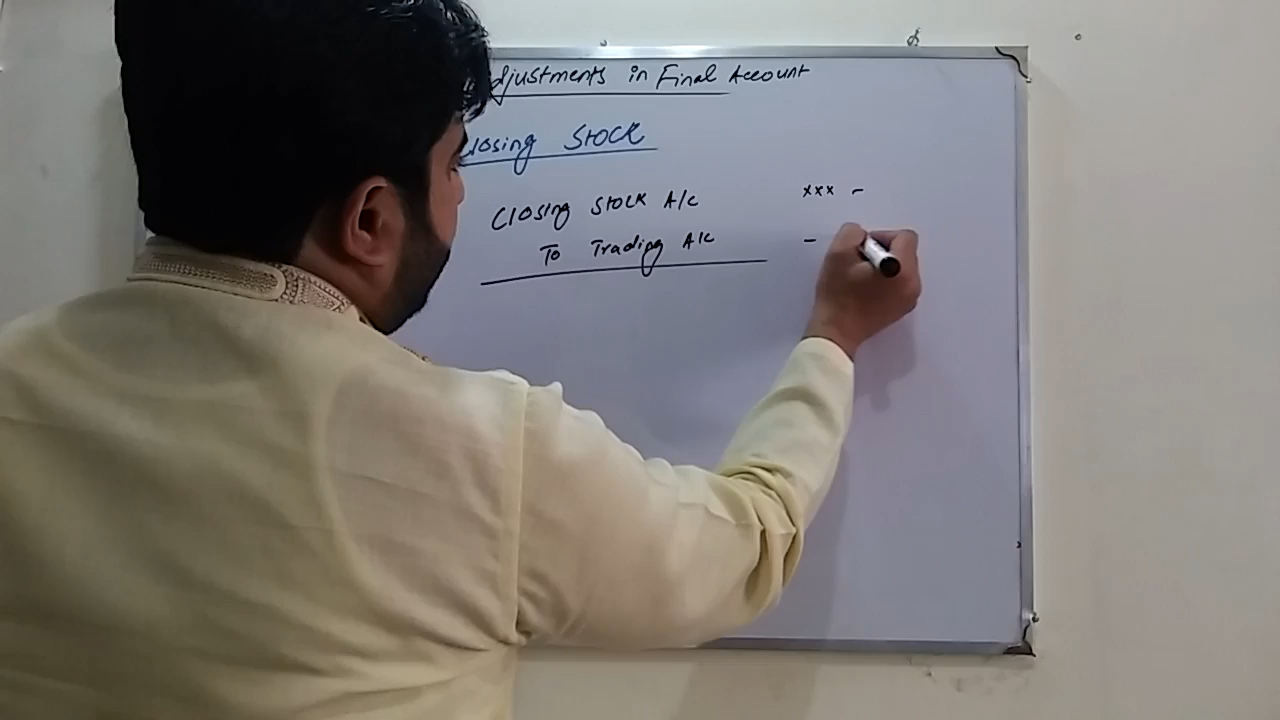 djustments in Final Account
losing Stock
Closing Stock A/c xxx -
To Trading A/c -